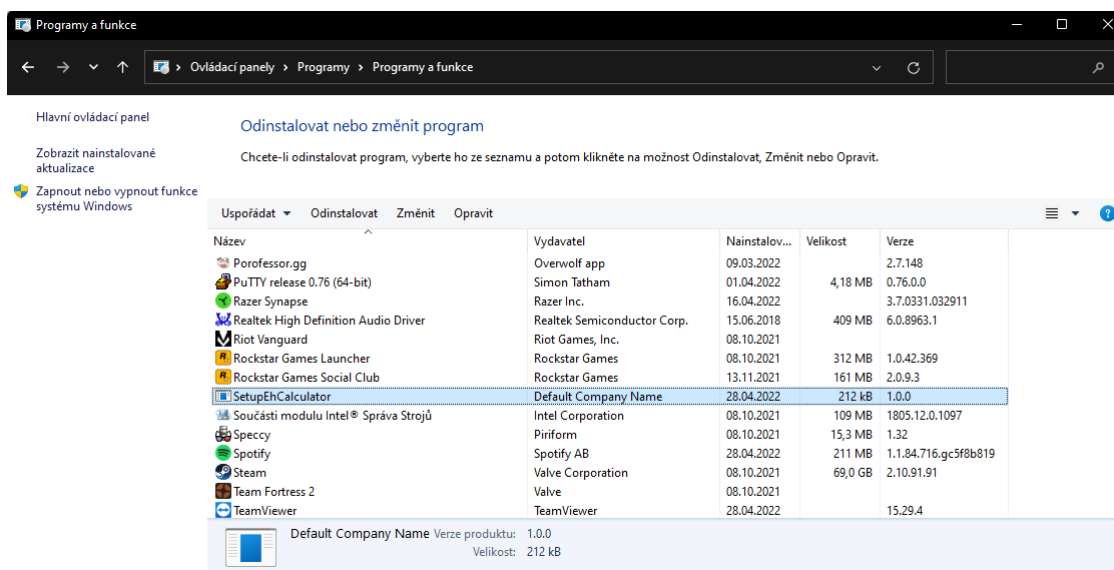 Programy a funkce
Ovládací panely > Programy > Programy a funkce
Hlavní ovládací panel
Zobrazit nainstalované
aktualizace
Zapnout nebo vypnout funkce
systému Windows
Odinstalovat nebo změnit program
Chcete-li odinstalovat program, vyberte ho ze seznamu a potom klikněte na možnost Odinstalovat, Změnit nebo Opravit.
Uspořádat Odinstalovat Změnit Opravit
Název Vydavatel Nainstalov... Velikost Verze
Porofessor.gg Overwolf app 09.03.2022 2.7.148
PuTTY release 0.76 (64-bit) Simon Tatham 01.04.2022 4,18 MB 0.76.0.0
Razer Synapse Razer Inc. 16.04.2022 3.7.0331.032911
Realtek High Definition Audio Driver Realtek Semiconductor Corp. 15.06.2018 409 MB 6.0.8963.1
Riot Vanguard Riot Games, Inc. 08.10.2021
Rockstar Games Launcher Rockstar Games 08.10.2021 312 MB 1.0.42.369
Rockstar Games Social Club Rockstar Games 13.11.2021 161 MB 2.0.9.3
SetupEhCalculator Default Company Name 28.04.2022 212 kB 1.0.0
Součásti modulu Intel® Správa Strojů Intel Corporation 08.10.2021 109 MB 1805.12.0.1097
Speccy Piriform 08.10.2021 15,3 MB 1.32
Spotify Spotify AB 28.04.2022 211 MB 1.1.84.716.gc5f8b819
Steam Valve Corporation 08.10.2021 69,0 GB 2.10.91.91
Team Fortress 2 Valve 08.10.2021
TeamViewer TeamViewer 28.04.2022 15.29.4
Default Company Name Verze produktu: 1.0.0
Velikost: 212 kB